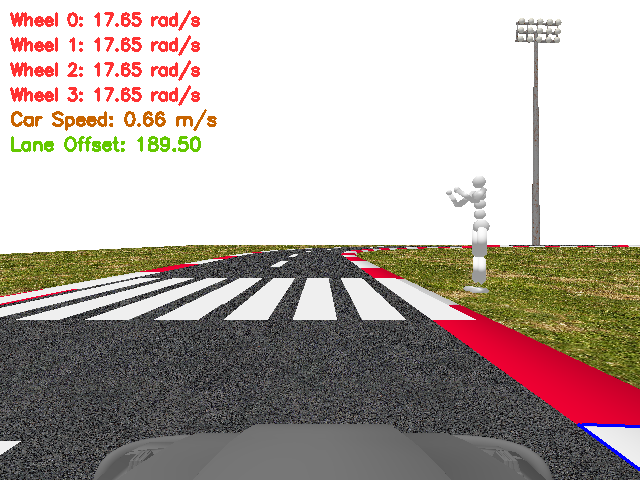 Wheel 0: 17.65 rad/s
Wheel 1: 17.65 rad/s
Wheel 2: 17.65 rad/s
Wheel 3: 17.65 rad/s
Car Speed: 0.66 m/s
Lane Offset: 189.50